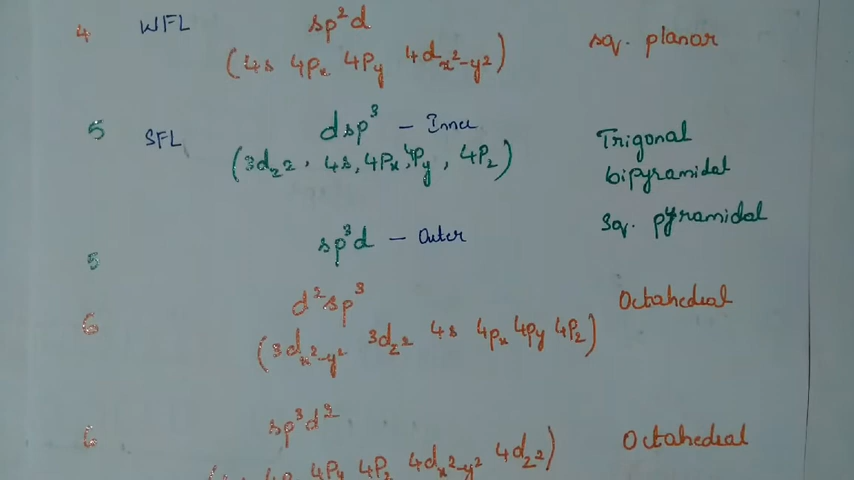 4 WFL sp²d sq. planar
(4s 4Px 4Py 4dx²-y²)
5 SFL dsp³ - Inner Trigonal
(3dz², 4s, 4Px, 4Py, 4Pz) bipyramidal
5 sp³d - Outer Sq. pyramidal
6 d²sp³ Octahedral
(3dx²-y² 3dz² 4s 4px 4py 4Pz)
6 sp³d² Octahedral
4Py 4Pz 4dx²-y² 4dz²)